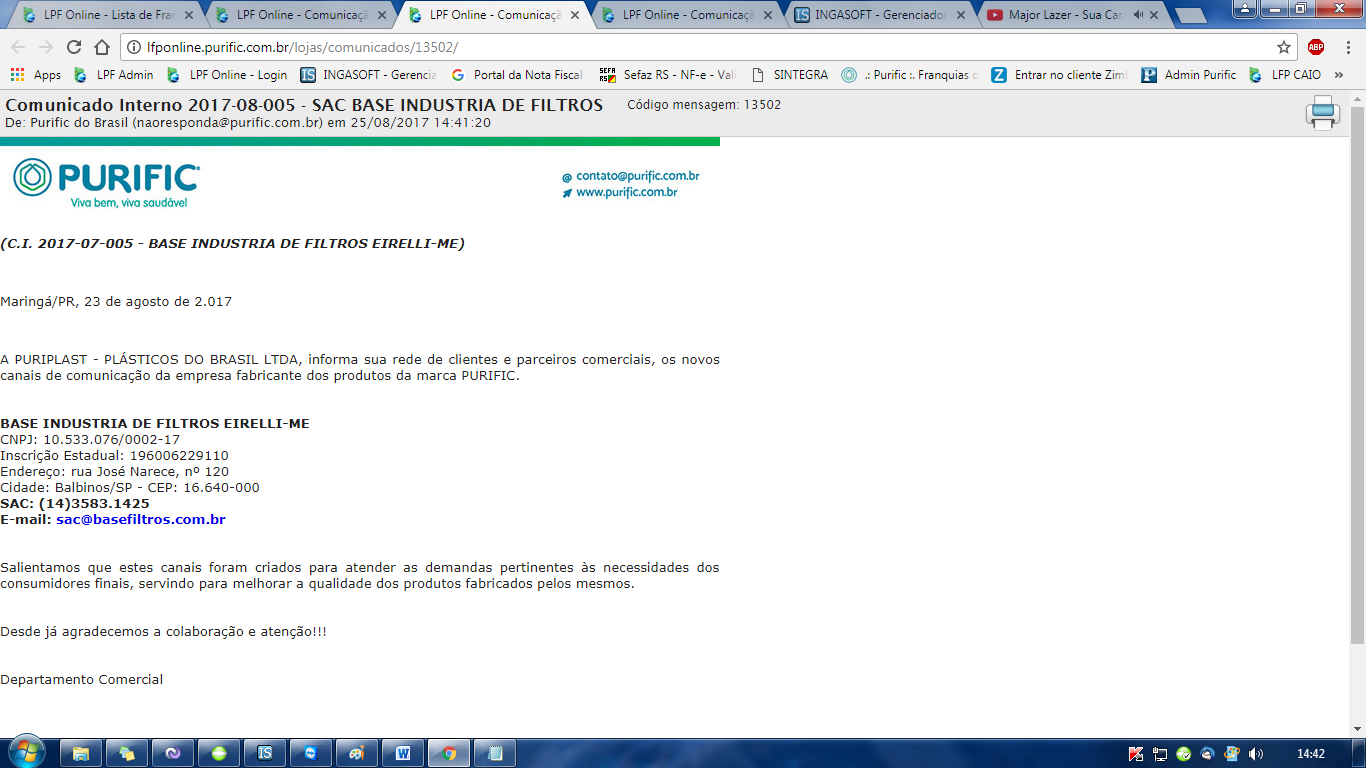 LPF Online - Lista de Fran
LPF Online - Comunicaçã
LPF Online - Comunicaçã
LPF Online - Comunicaçã
INGASOFT - Gerenciador
Major Lazer - Sua Car
lfponline.purific.com.br/lojas/comunicados/13502/
ABP
Apps
LPF Admin
LPF Online - Login
INGASOFT - Gerencia
Portal da Nota Fiscal
Sefaz RS - NF-e - Vali
SINTEGRA
.: Purific :. Franquias c
Entrar no cliente Zim
Admin Purific
LFP CAIO
»
Comunicado Interno 2017-08-005 - SAC BASE INDUSTRIA DE FILTROS Código mensagem: 13502
De: Purific do Brasil (naoresponda@purific.com.br) em 25/08/2017 14:41:20
PURIFIC
Viva bem, viva saudável
@ contato@purific.com.br
www.purific.com.br
(C.I. 2017-07-005 - BASE INDUSTRIA DE FILTROS EIRELLI-ME)
Maringá/PR, 23 de agosto de 2.017
A PURIPLAST - PLÁSTICOS DO BRASIL LTDA, informa sua rede de clientes e parceiros comerciais, os novos
canais de comunicação da empresa fabricante dos produtos da marca PURIFIC.
BASE INDUSTRIA DE FILTROS EIRELLI-ME
CNPJ: 10.533.076/0002-17
Inscrição Estadual: 196006229110
Endereço: rua José Narece, nº 120
Cidade: Balbinos/SP - CEP: 16.640-000
SAC: (14)3583.1425
E-mail: sac@basefiltros.com.br
Salientamos que estes canais foram criados para atender as demandas pertinentes às necessidades dos
consumidores finais, servindo para melhorar a qualidade dos produtos fabricados pelos mesmos.
Desde já agradecemos a colaboração e atenção!!!
Departamento Comercial
14:42